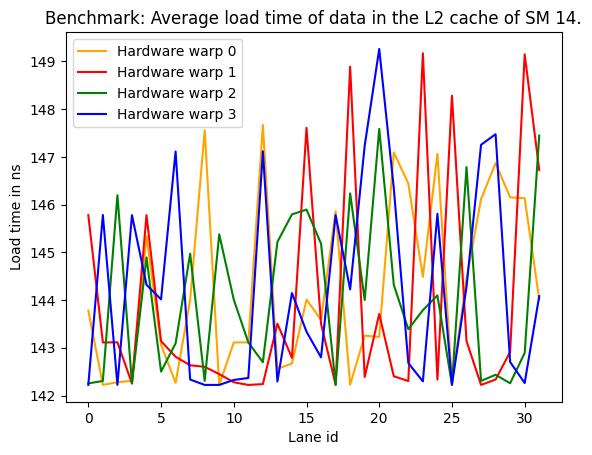 Benchmark: Average load time of data in the L2 cache of SM 14.
Hardware warp 0
Hardware warp 1
Hardware warp 2
Hardware warp 3
Load time in ns
149
148
147
146
145
144
143
142
0 5 10 15 20 25 30
Lane id